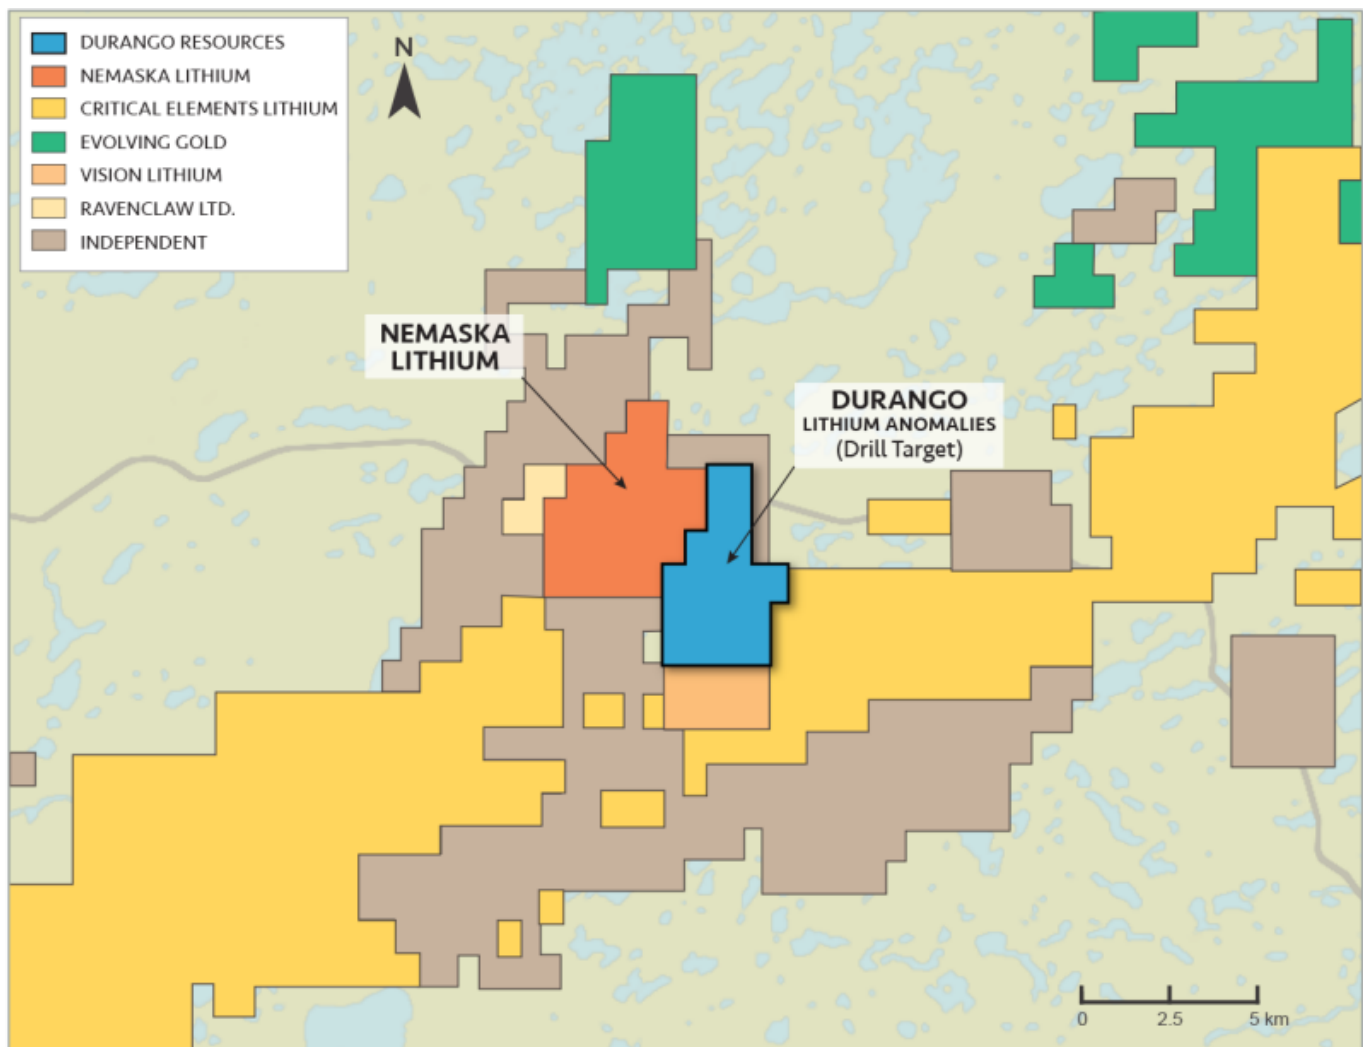 DURANGO RESOURCES
NEMASKA LITHIUM
CRITICAL ELEMENTS LITHIUM
EVOLVING GOLD
VISION LITHIUM
RAVENCLAW LTD.
INDEPENDENT
N
NEMASKA
LITHIUM
DURANGO
LITHIUM ANOMALIES
(Drill Target)
0 2.5 5 km